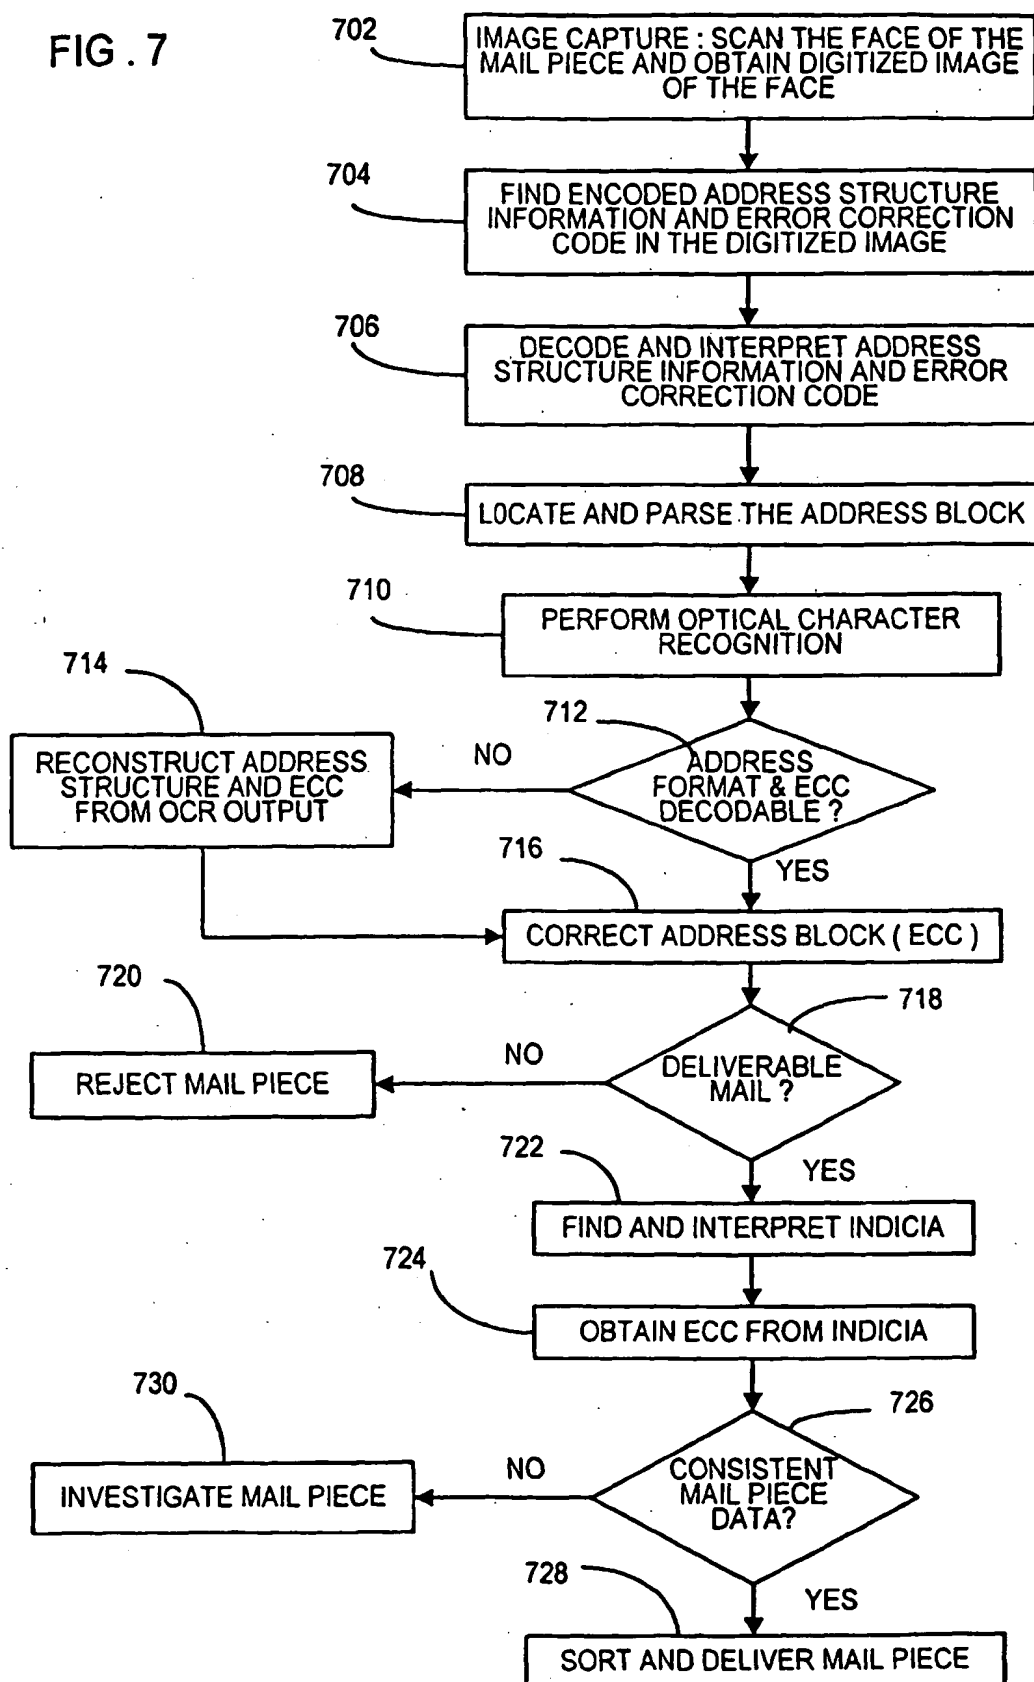 FIG. 7
702
IMAGE CAPTURE : SCAN THE FACE OF THE
MAIL PIECE AND OBTAIN DIGITIZED IMAGE
OF THE FACE
704
FIND ENCODED ADDRESS STRUCTURE
INFORMATION AND ERROR CORRECTION
CODE IN THE DIGITIZED IMAGE
706
DECODE AND INTERPRET ADDRESS
STRUCTURE INFORMATION AND ERROR
CORRECTION CODE
708
LOCATE AND PARSE THE ADDRESS BLOCK
710
PERFORM OPTICAL CHARACTER
RECOGNITION
712
ADDRESS
FORMAT & ECC
DECODABLE ?
NO
714
RECONSTRUCT ADDRESS
STRUCTURE AND ECC
FROM OCR OUTPUT
YES
716
CORRECT ADDRESS BLOCK ( ECC )
718
DELIVERABLE
MAIL ?
NO
720
REJECT MAIL PIECE
YES
722
FIND AND INTERPRET INDICIA
724
OBTAIN ECC FROM INDICIA
726
CONSISTENT
MAIL PIECE
DATA?
NO
730
INVESTIGATE MAIL PIECE
YES
728
SORT AND DELIVER MAIL PIECE